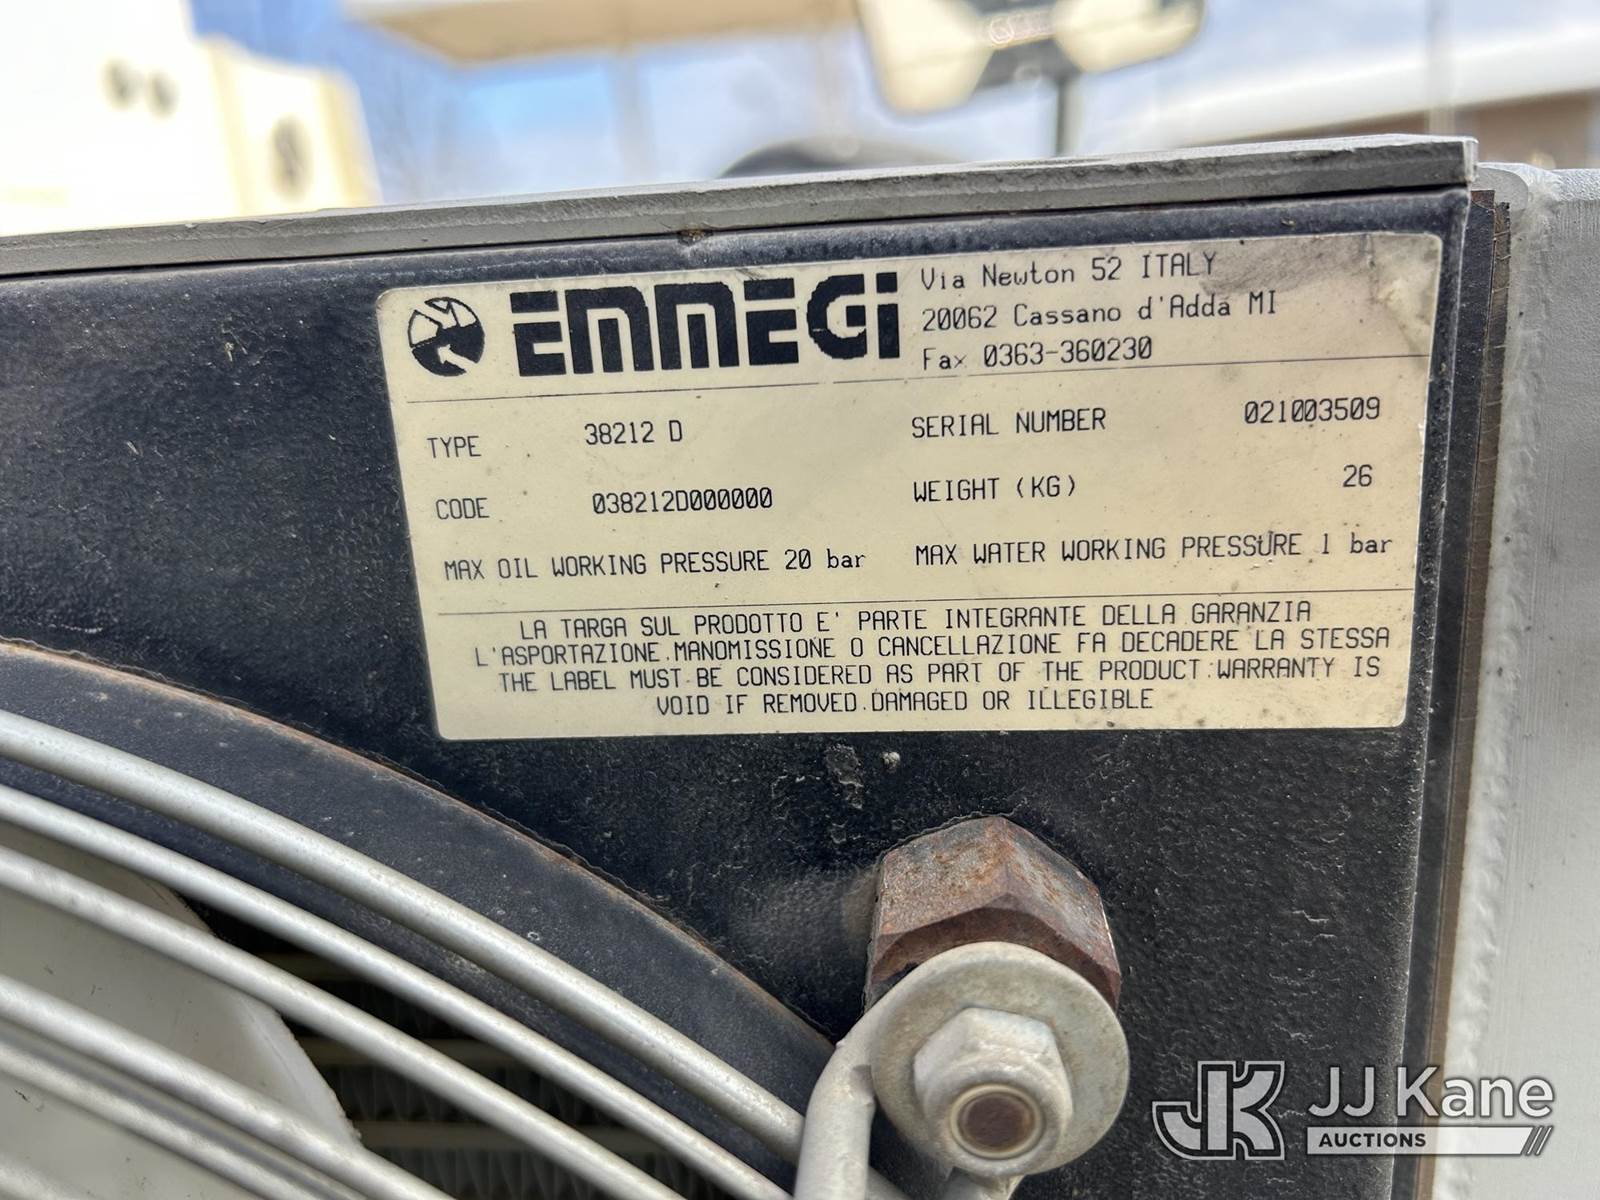 EMMEGi
Via Newton 52 ITALY
20062 Cassano d'Adda MI
Fax 0363-360230
TYPE 38212 D SERIAL NUMBER 021003509
CODE 038212D000000 WEIGHT (KG) 26
MAX OIL WORKING PRESSURE 20 bar MAX WATER WORKING PRESSURE 1 bar
LA TARGA SUL PRODOTTO E' PARTE INTEGRANTE DELLA GARANZIA
L'ASPORTAZIONE.MANOMISSIONE O CANCELLAZIONE FA DECADERE LA STESSA
THE LABEL MUST BE CONSIDERED AS PART OF THE PRODUCT.WARRANTY IS
VOID IF REMOVED.DAMAGED OR ILLEGIBLE
JK JJ Kane
AUCTIONS